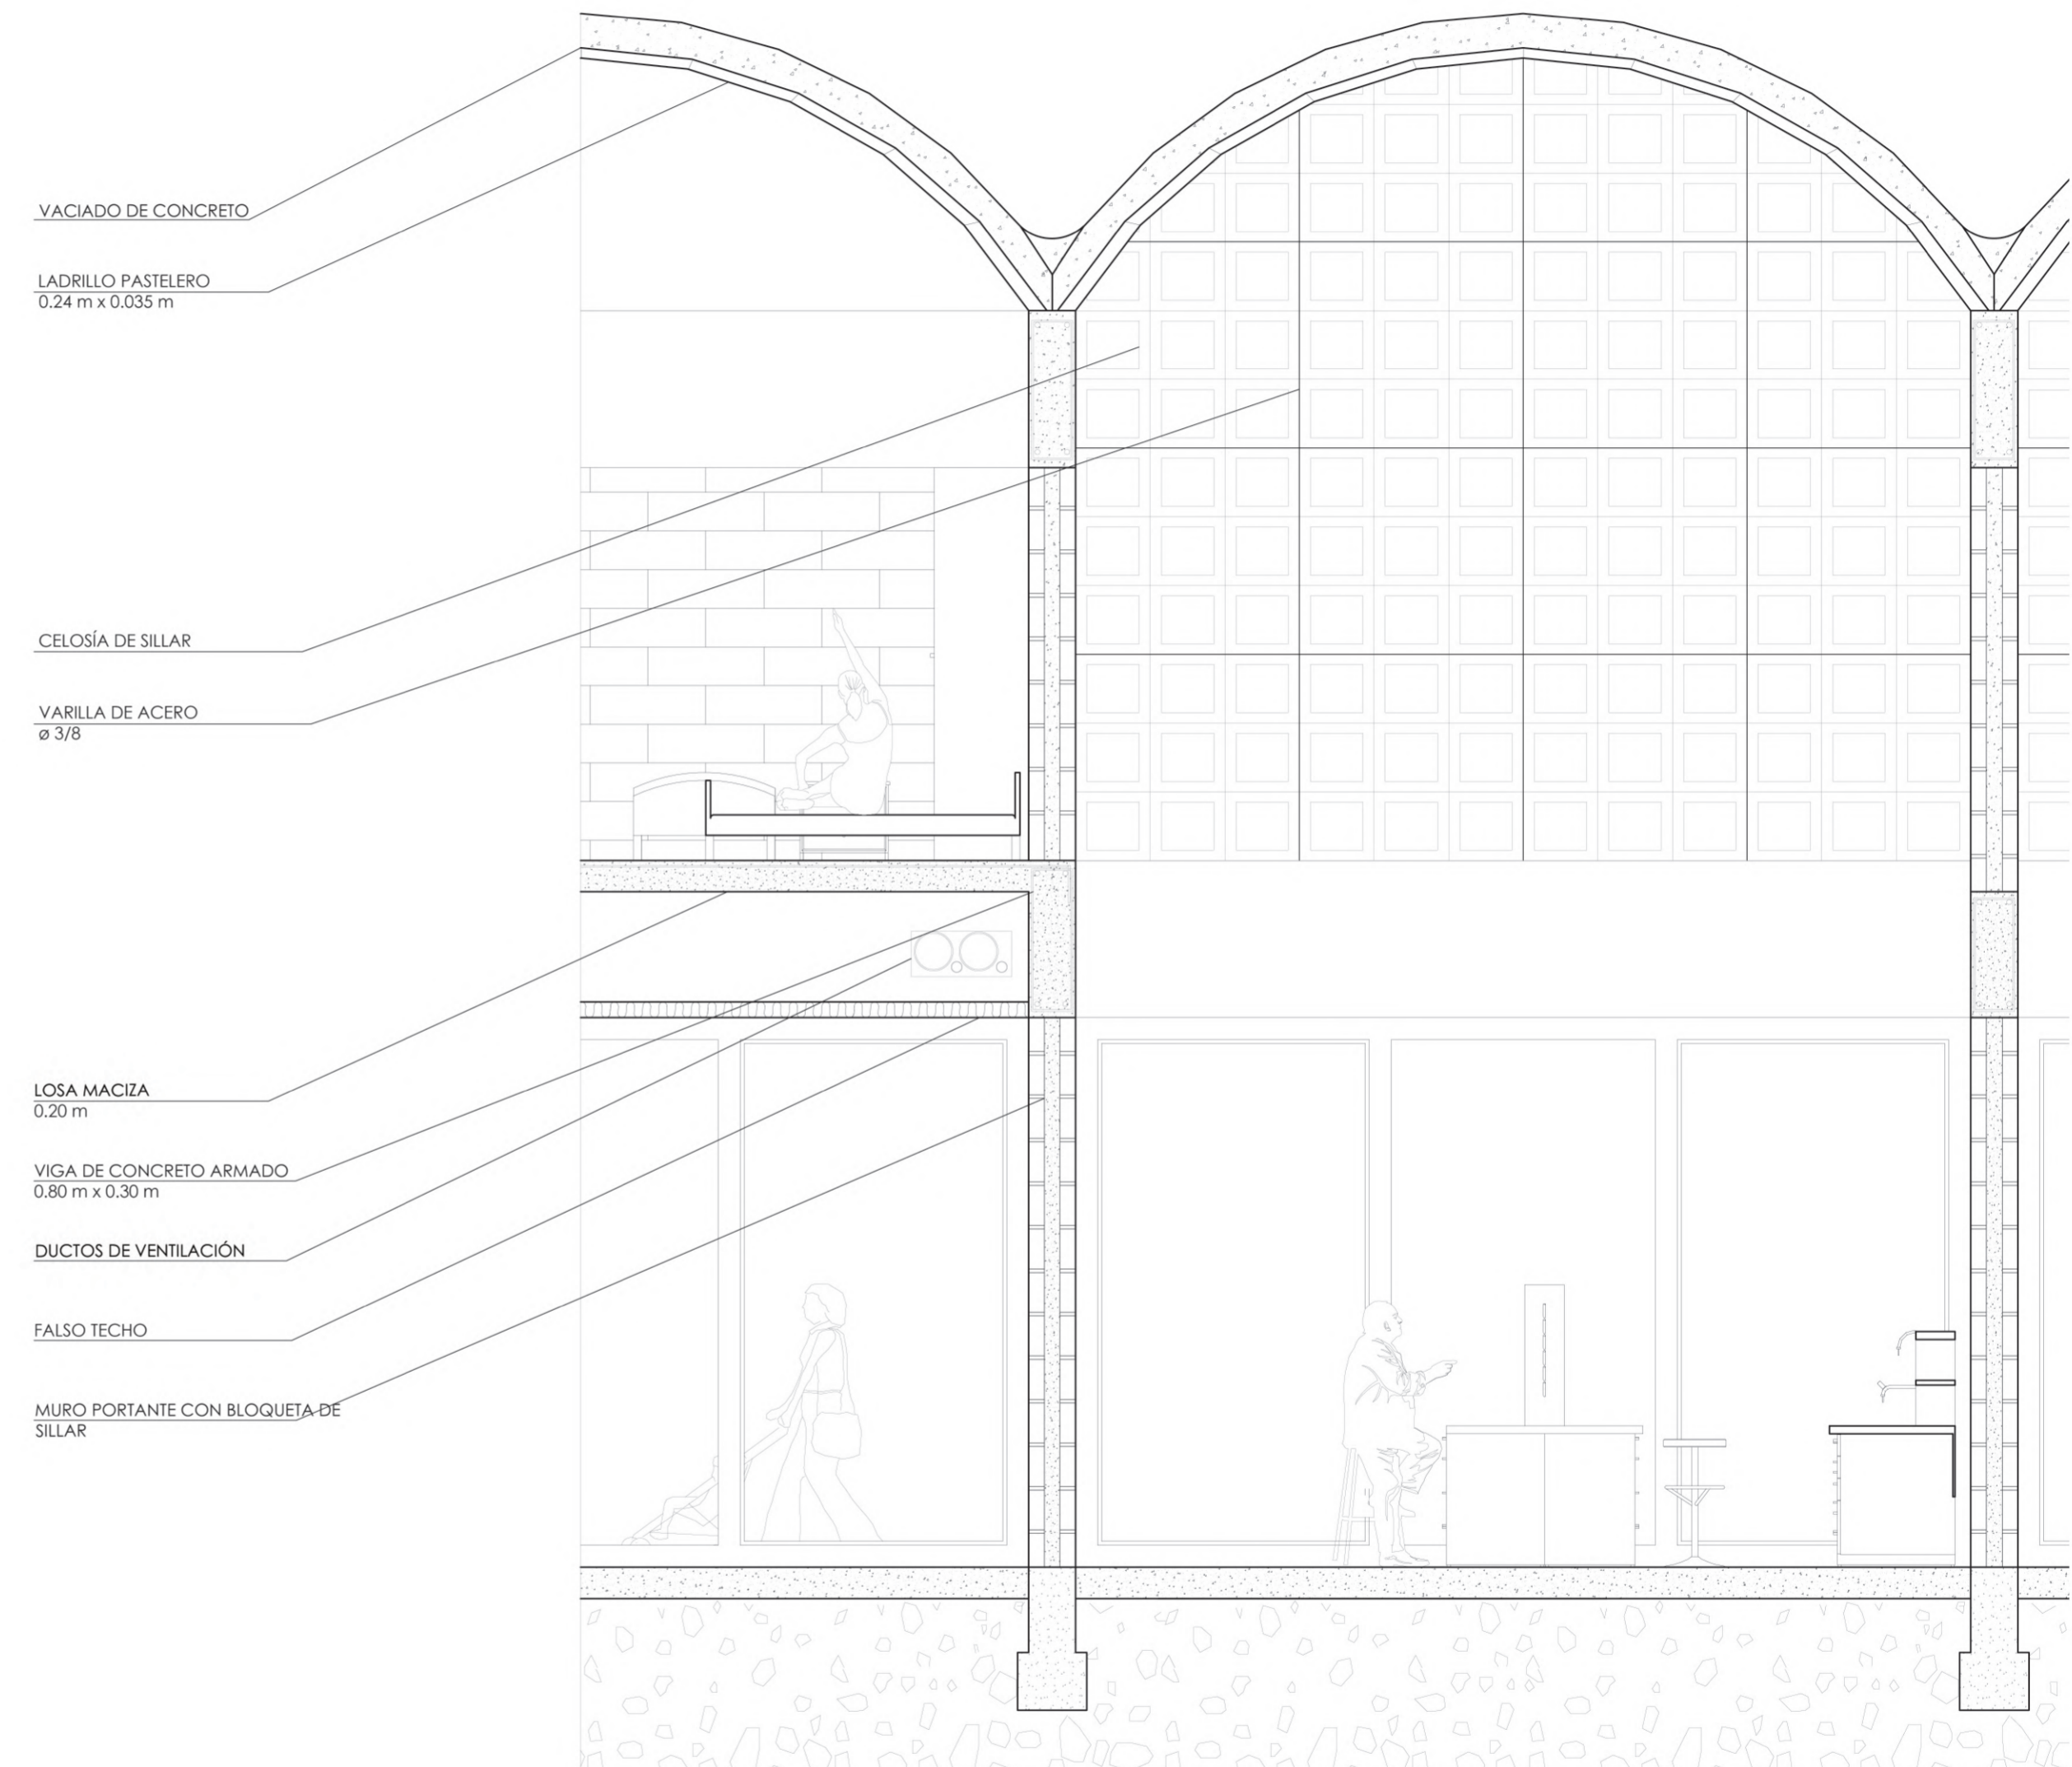 VACIADO DE CONCRETO
LADRILLO PASTELERO
0.24 m x 0.035 m
CELOSÍA DE SILLAR
VARILLA DE ACERO
ø 3/8
LOSA MACIZA
0.20 m
VIGA DE CONCRETO ARMADO
0.80 m x 0.30 m
DUCTOS DE VENTILACIÓN
FALSO TECHO
MURO PORTANTE CON BLOQUETA DE
SILLAR